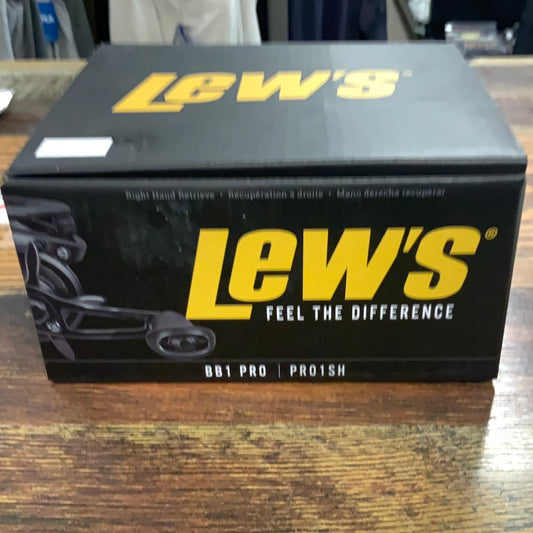 LEW'S
Right Hand Retrieve • Récupération à droite • Mano derecha recuperar
LEW'S®
FEEL THE DIFFERENCE
BB1 PRO | PRO1SH